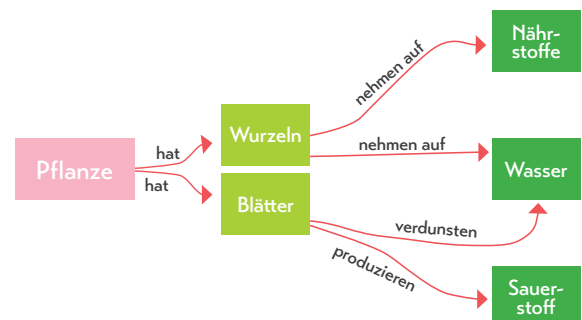 Pflanze
hat
hat
Wurzeln
Blätter
nehmen auf
nehmen auf
verdunsten
produzieren
Nähr-
stoffe
Wasser
Sauer-
stoff